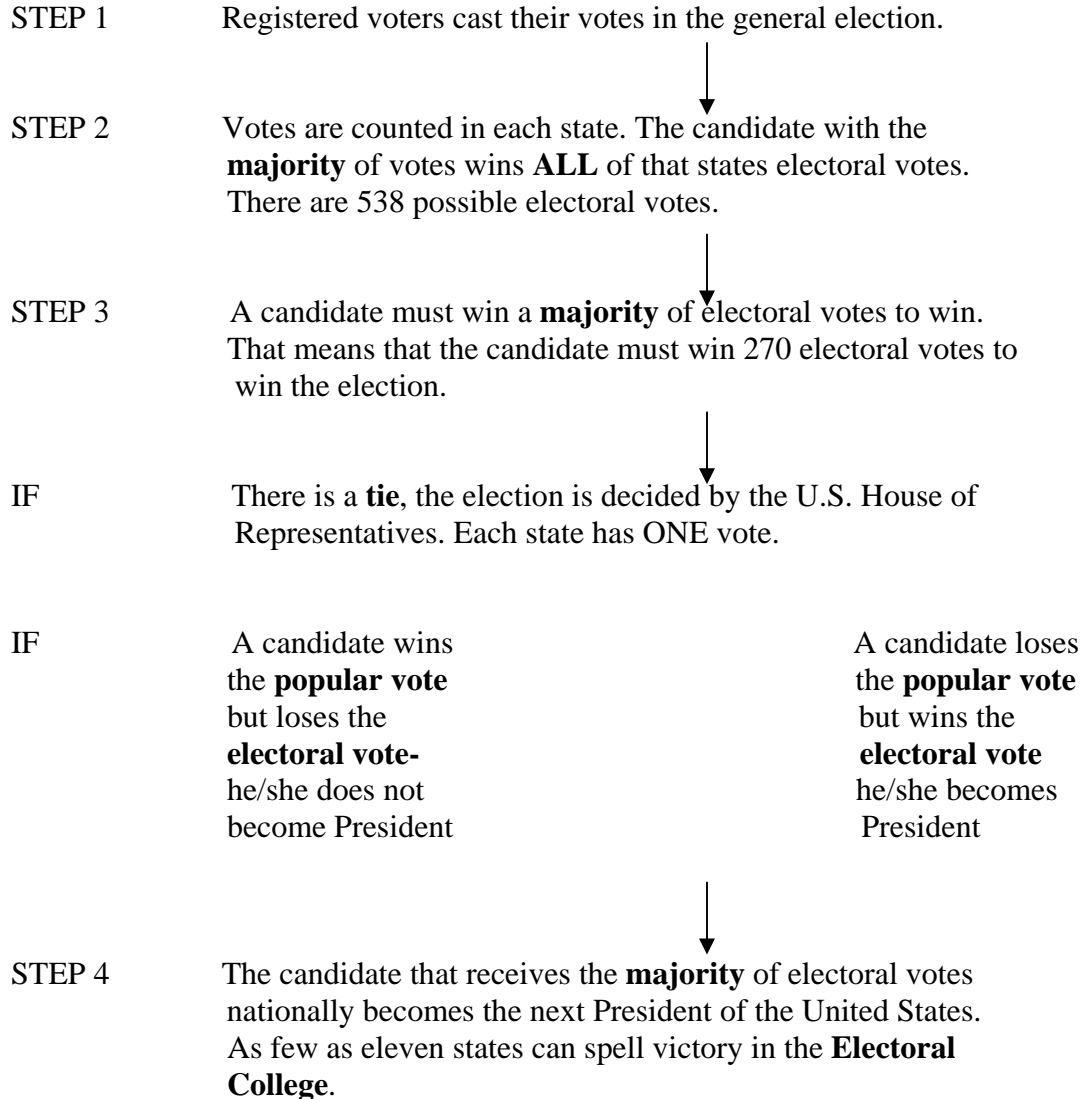 STEP 1 Registered voters cast their votes in the general election.
STEP 2 Votes are counted in each state. The candidate with the
majority of votes wins ALL of that states electoral votes.
There are 538 possible electoral votes.
STEP 3 A candidate must win a majority of electoral votes to win.
That means that the candidate must win 270 electoral votes to
win the election.
IF There is a tie, the election is decided by the U.S. House of
Representatives. Each state has ONE vote.
IF A candidate wins A candidate loses
the popular vote the popular vote
but loses the but wins the
electoral vote- electoral vote
he/she does not he/she becomes
become President President
STEP 4 The candidate that receives the majority of electoral votes
nationally becomes the next President of the United States.
As few as eleven states can spell victory in the Electoral
College.